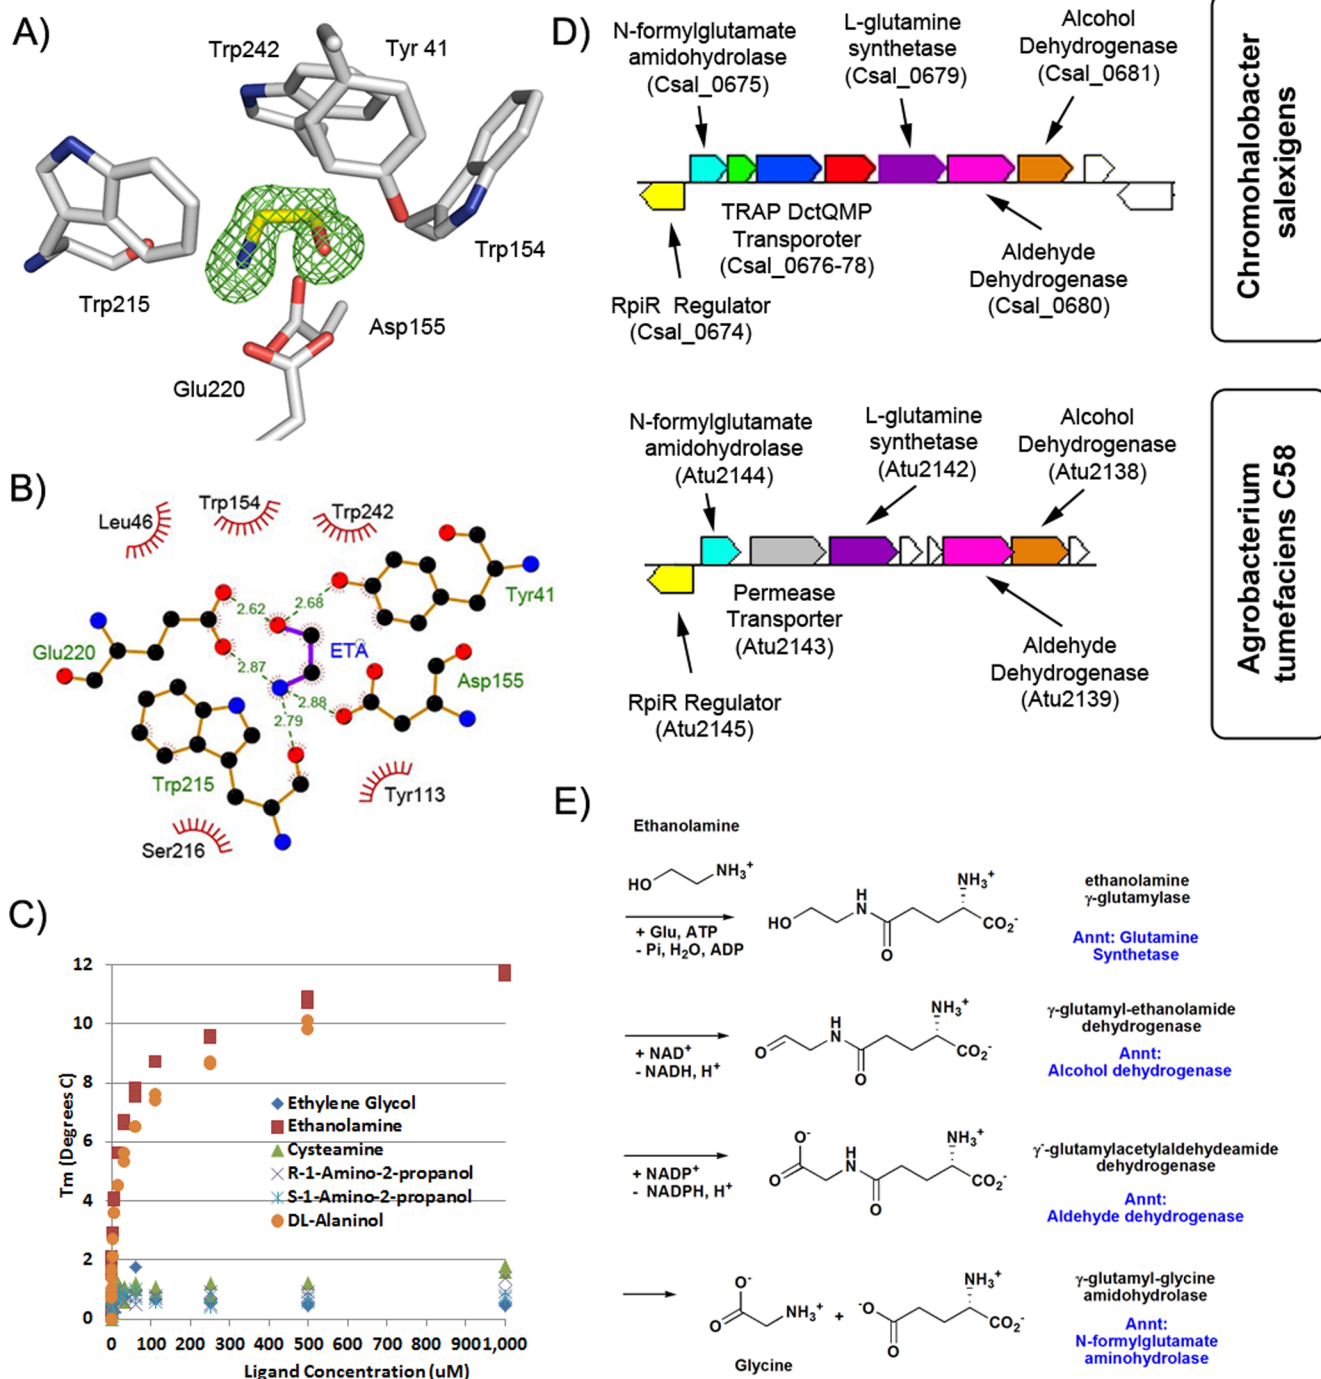 A)
Trp242
Tyr 41
Trp215
Trp154
Asp155
Glu220
B)
Leu46
Trp154
Trp242
Tyr41
2.62
2.68
ETA
Glu220
2.87
2.88
2.79
Asp155
Trp215
Tyr113
Ser216
C)
Tm (Degrees C)
12
10
8
6
4
2
0
Ethylene Glycol
Ethanolamine
Cysteamine
R-1-Amino-2-propanol
S-1-Amino-2-propanol
DL-Alaninol
0 100 200 300 400 500 600 700 800 9001,000
Ligand Concentration (uM)
D)
N-formylglutamate
amidohydrolase
(Csal_0675)
L-glutamine
synthetase
(Csal_0679)
Alcohol
Dehydrogenase
(Csal_0681)
TRAP DctQMP
Transporoter
(Csal_0676-78)
RpiR Regulator
(Csal_0674)
Aldehyde
Dehydrogenase
(Csal_0680)
Chromohalobacter
salexigens
N-formylglutamate
amidohydrolase
(Atu2144)
L-glutamine
synthetase
(Atu2142)
Alcohol
Dehydrogenase
(Atu2138)
Permease
Transporter
(Atu2143)
RpiR Regulator
(Atu2145)
Aldehyde
Dehydrogenase
(Atu2139)
Agrobacterium
tumefaciens C58
E)
Ethanolamine
HO NH3+
+ Glu, ATP
- Pi, H2O, ADP
HO H N O NH3+ CO2-
ethanolamine
γ-glutamylase
Annt: Glutamine
Synthetase
+ NAD+
- NADH, H+
O H N O NH3+ CO2-
γ-glutamyl-ethanolamide
dehydrogenase
Annt:
Alcohol dehydrogenase
+ NADP+
- NADPH, H+
O- O H N O NH3+ CO2-
γ-glutamylacetylaldehydeamide
dehydrogenase
Annt:
Aldehyde dehydrogenase
O- O NH3+ + -O O NH3+ CO2-
Glycine
γ-glutamyl-glycine
amidohydrolase
Annt:
N-formylglutamate
aminohydrolase